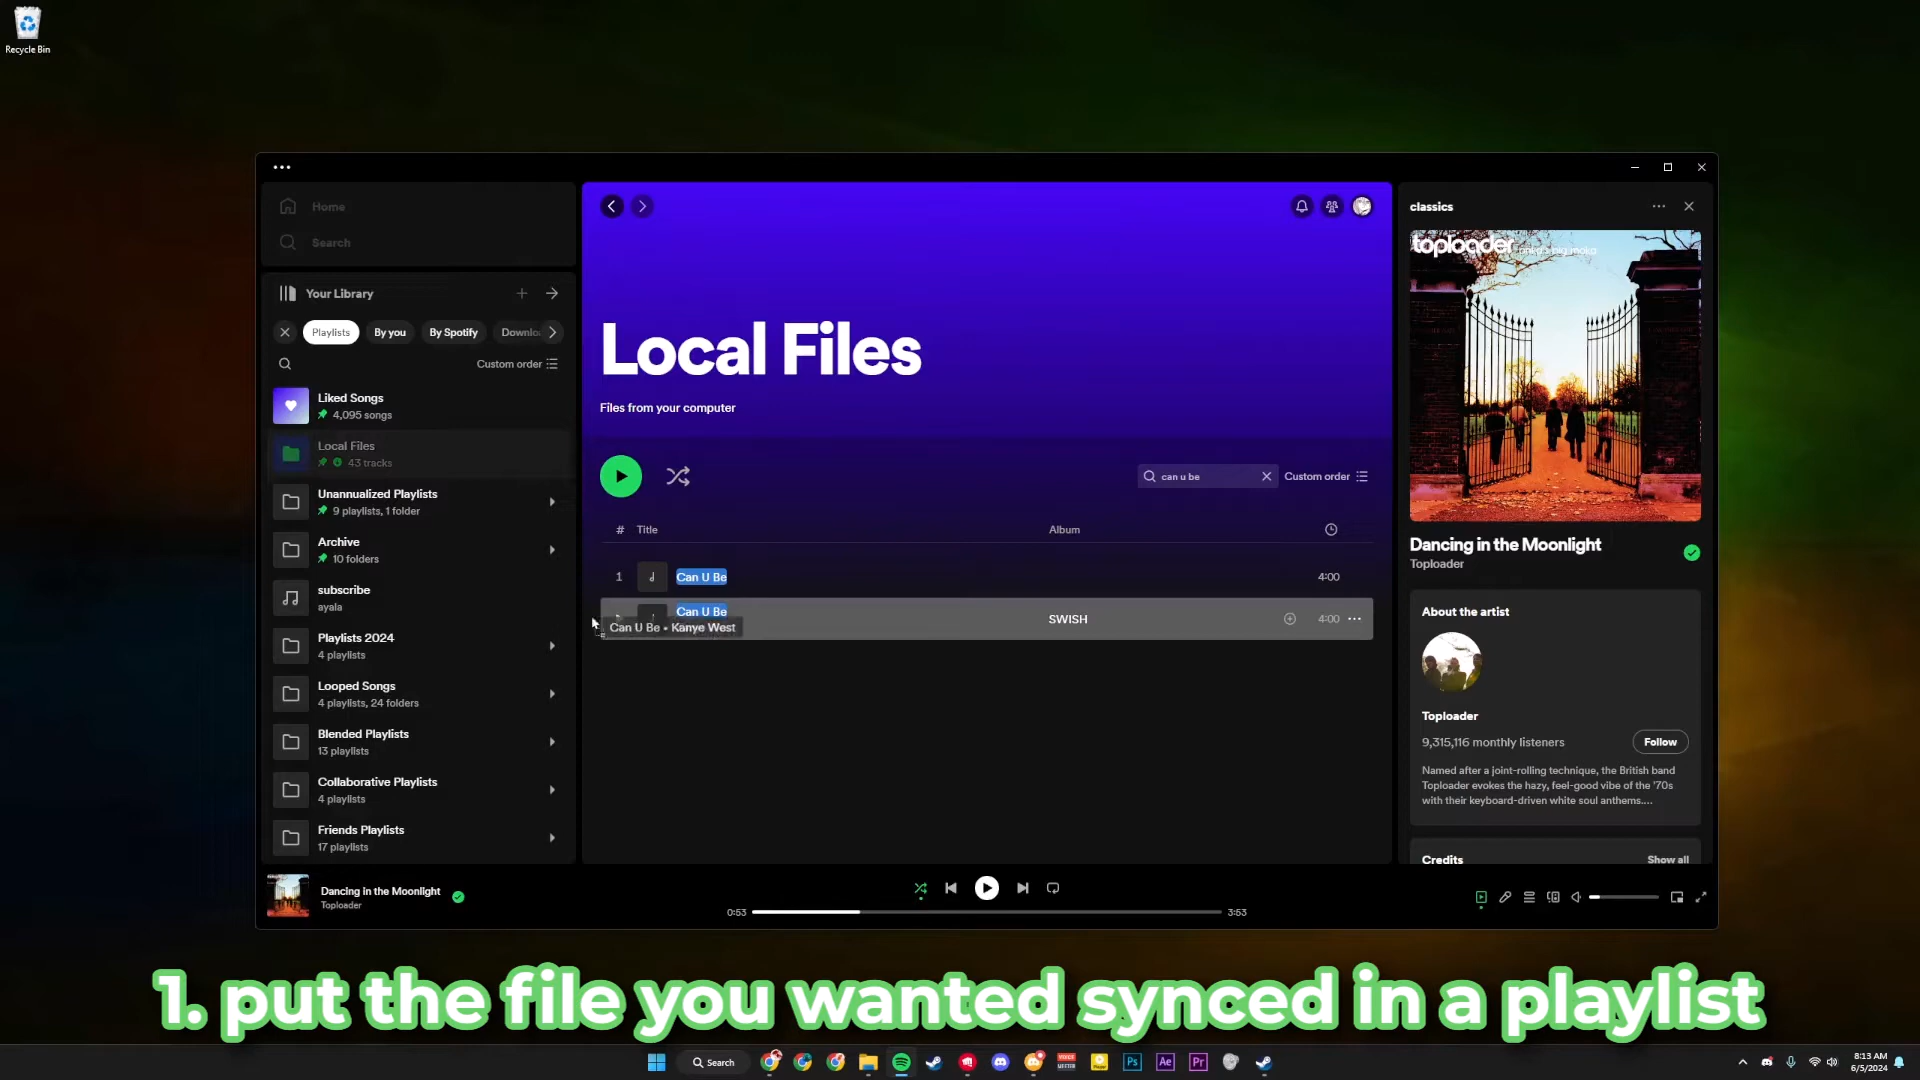 Recycle Bin
Home
Search
Your Library
Playlists
By you
By Spotify
Downlo
Custom order
Liked Songs
4,095 songs
Local Files
43 tracks
Unannualized Playlists
9 playlists, 1 folder
Archive
10 folders
subscribe
ayala
Playlists 2024
4 playlists
Looped Songs
4 playlists, 24 folders
Blended Playlists
13 playlists
Collaborative Playlists
4 playlists
Friends Playlists
17 playlists
Local Files
Files from your computer
can u be
Custom order
# Title Album
1 Can U Be 4:00
Can U Be SWISH 4:00
Can U Be • Kanye West
classics
toploader
Dancing in the Moonlight
Toploader
About the artist
Toploader
9,315,116 monthly listeners
Follow
Named after a joint-rolling technique, the British band
Toploader evokes the hazy, feel-good vibe of the '70s
with their keyboard-driven white soul anthems....
Credits
Show all
Dancing in the Moonlight
Toploader
0:53
3:53
1. put the file you wanted synced in a playlist
Search
Ps
Ae
Pr
8:13 AM
6/5/2024